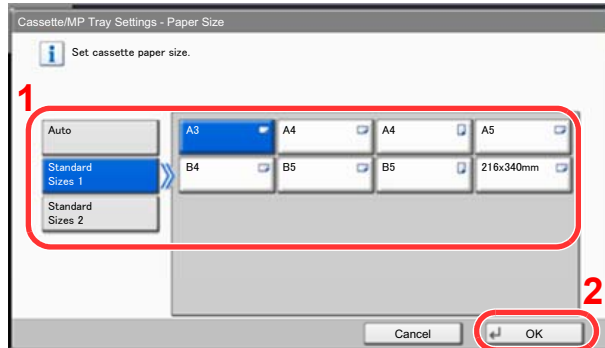 Cassette/MP Tray Settings - Paper Size
i Set cassette paper size.
1
Auto A3 A4 A4 A5
Standard
Sizes 1 B4 B5 B5 216x340mm
Standard
Sizes 2
2
Cancel OK